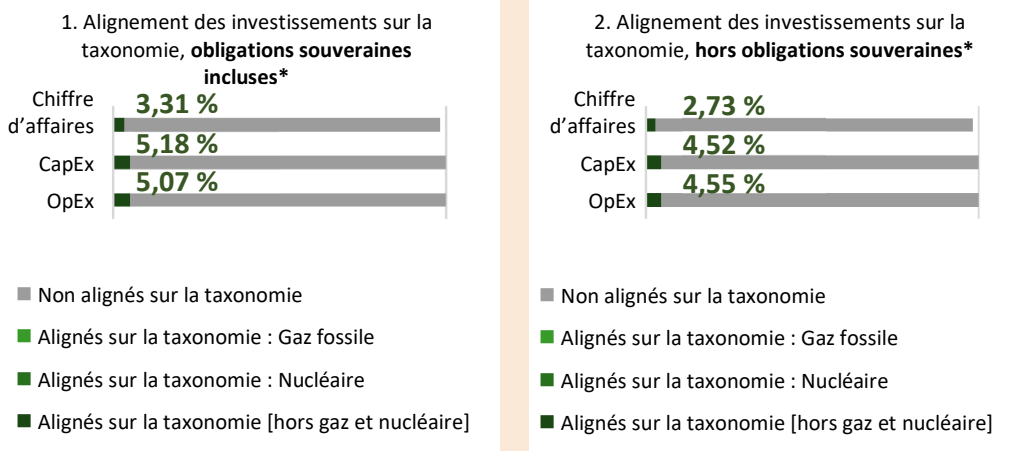 1. Alignement des investissements sur la
taxonomie, obligations souveraines
incluses*
Chiffre
d'affaires
3,31 %
CapEx
5,18 %
OpEx
5,07 %
Non alignés sur la taxonomie
Alignés sur la taxonomie : Gaz fossile
Alignés sur la taxonomie : Nucléaire
Alignés sur la taxonomie [hors gaz et nucléaire]
2. Alignement des investissements sur la
taxonomie, hors obligations souveraines*
Chiffre
d'affaires
2,73 %
CapEx
4,52 %
OpEx
4,55 %
Non alignés sur la taxonomie
Alignés sur la taxonomie : Gaz fossile
Alignés sur la taxonomie : Nucléaire
Alignés sur la taxonomie [hors gaz et nucléaire]